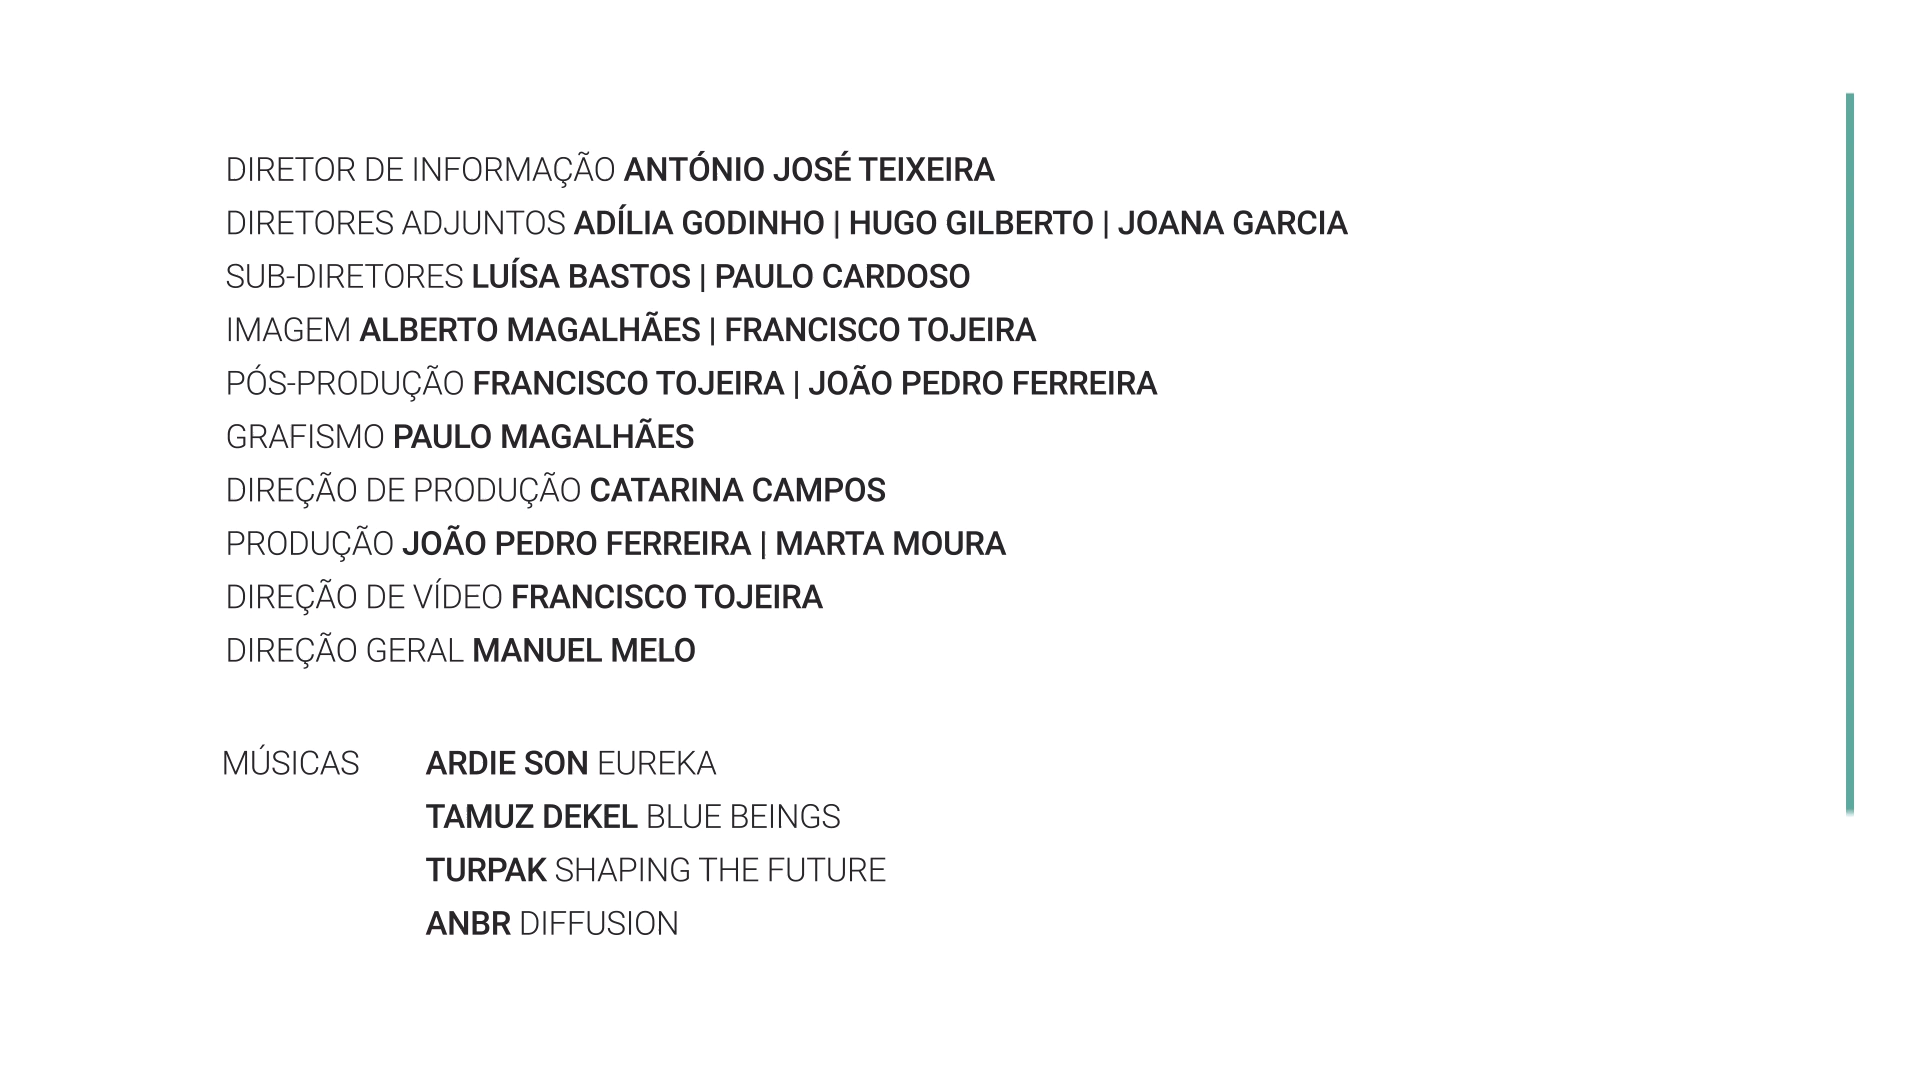 DIRETOR DE INFORMAÇÃO ANTÓNIO JOSÉ TEIXEIRA
DIRETORES ADJUNTOS ADÍLIA GODINHO | HUGO GILBERTO | JOANA GARCIA
SUB-DIRETORES LUÍSA BASTOS | PAULO CARDOSO
IMAGEM ALBERTO MAGALHÃES | FRANCISCO TOJEIRA
PÓS-PRODUÇÃO FRANCISCO TOJEIRA | JOÃO PEDRO FERREIRA
GRAFISMO PAULO MAGALHÃES
DIREÇÃO DE PRODUÇÃO CATARINA CAMPOS
PRODUÇÃO JOÃO PEDRO FERREIRA | MARTA MOURA
DIREÇÃO DE VÍDEO FRANCISCO TOJEIRA
DIREÇÃO GERAL MANUEL MELO
MÚSICAS ARDIE SON EUREKA
TAMUZ DEKEL BLUE BEINGS
TURPAK SHAPING THE FUTURE
ANBR DIFFUSION